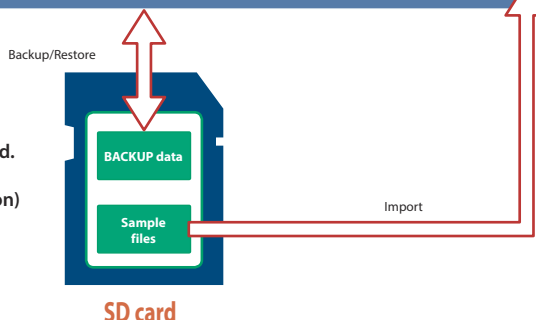 Backup/Restore
d.
BACKUP data
on)
Import
Sample
files
SD card